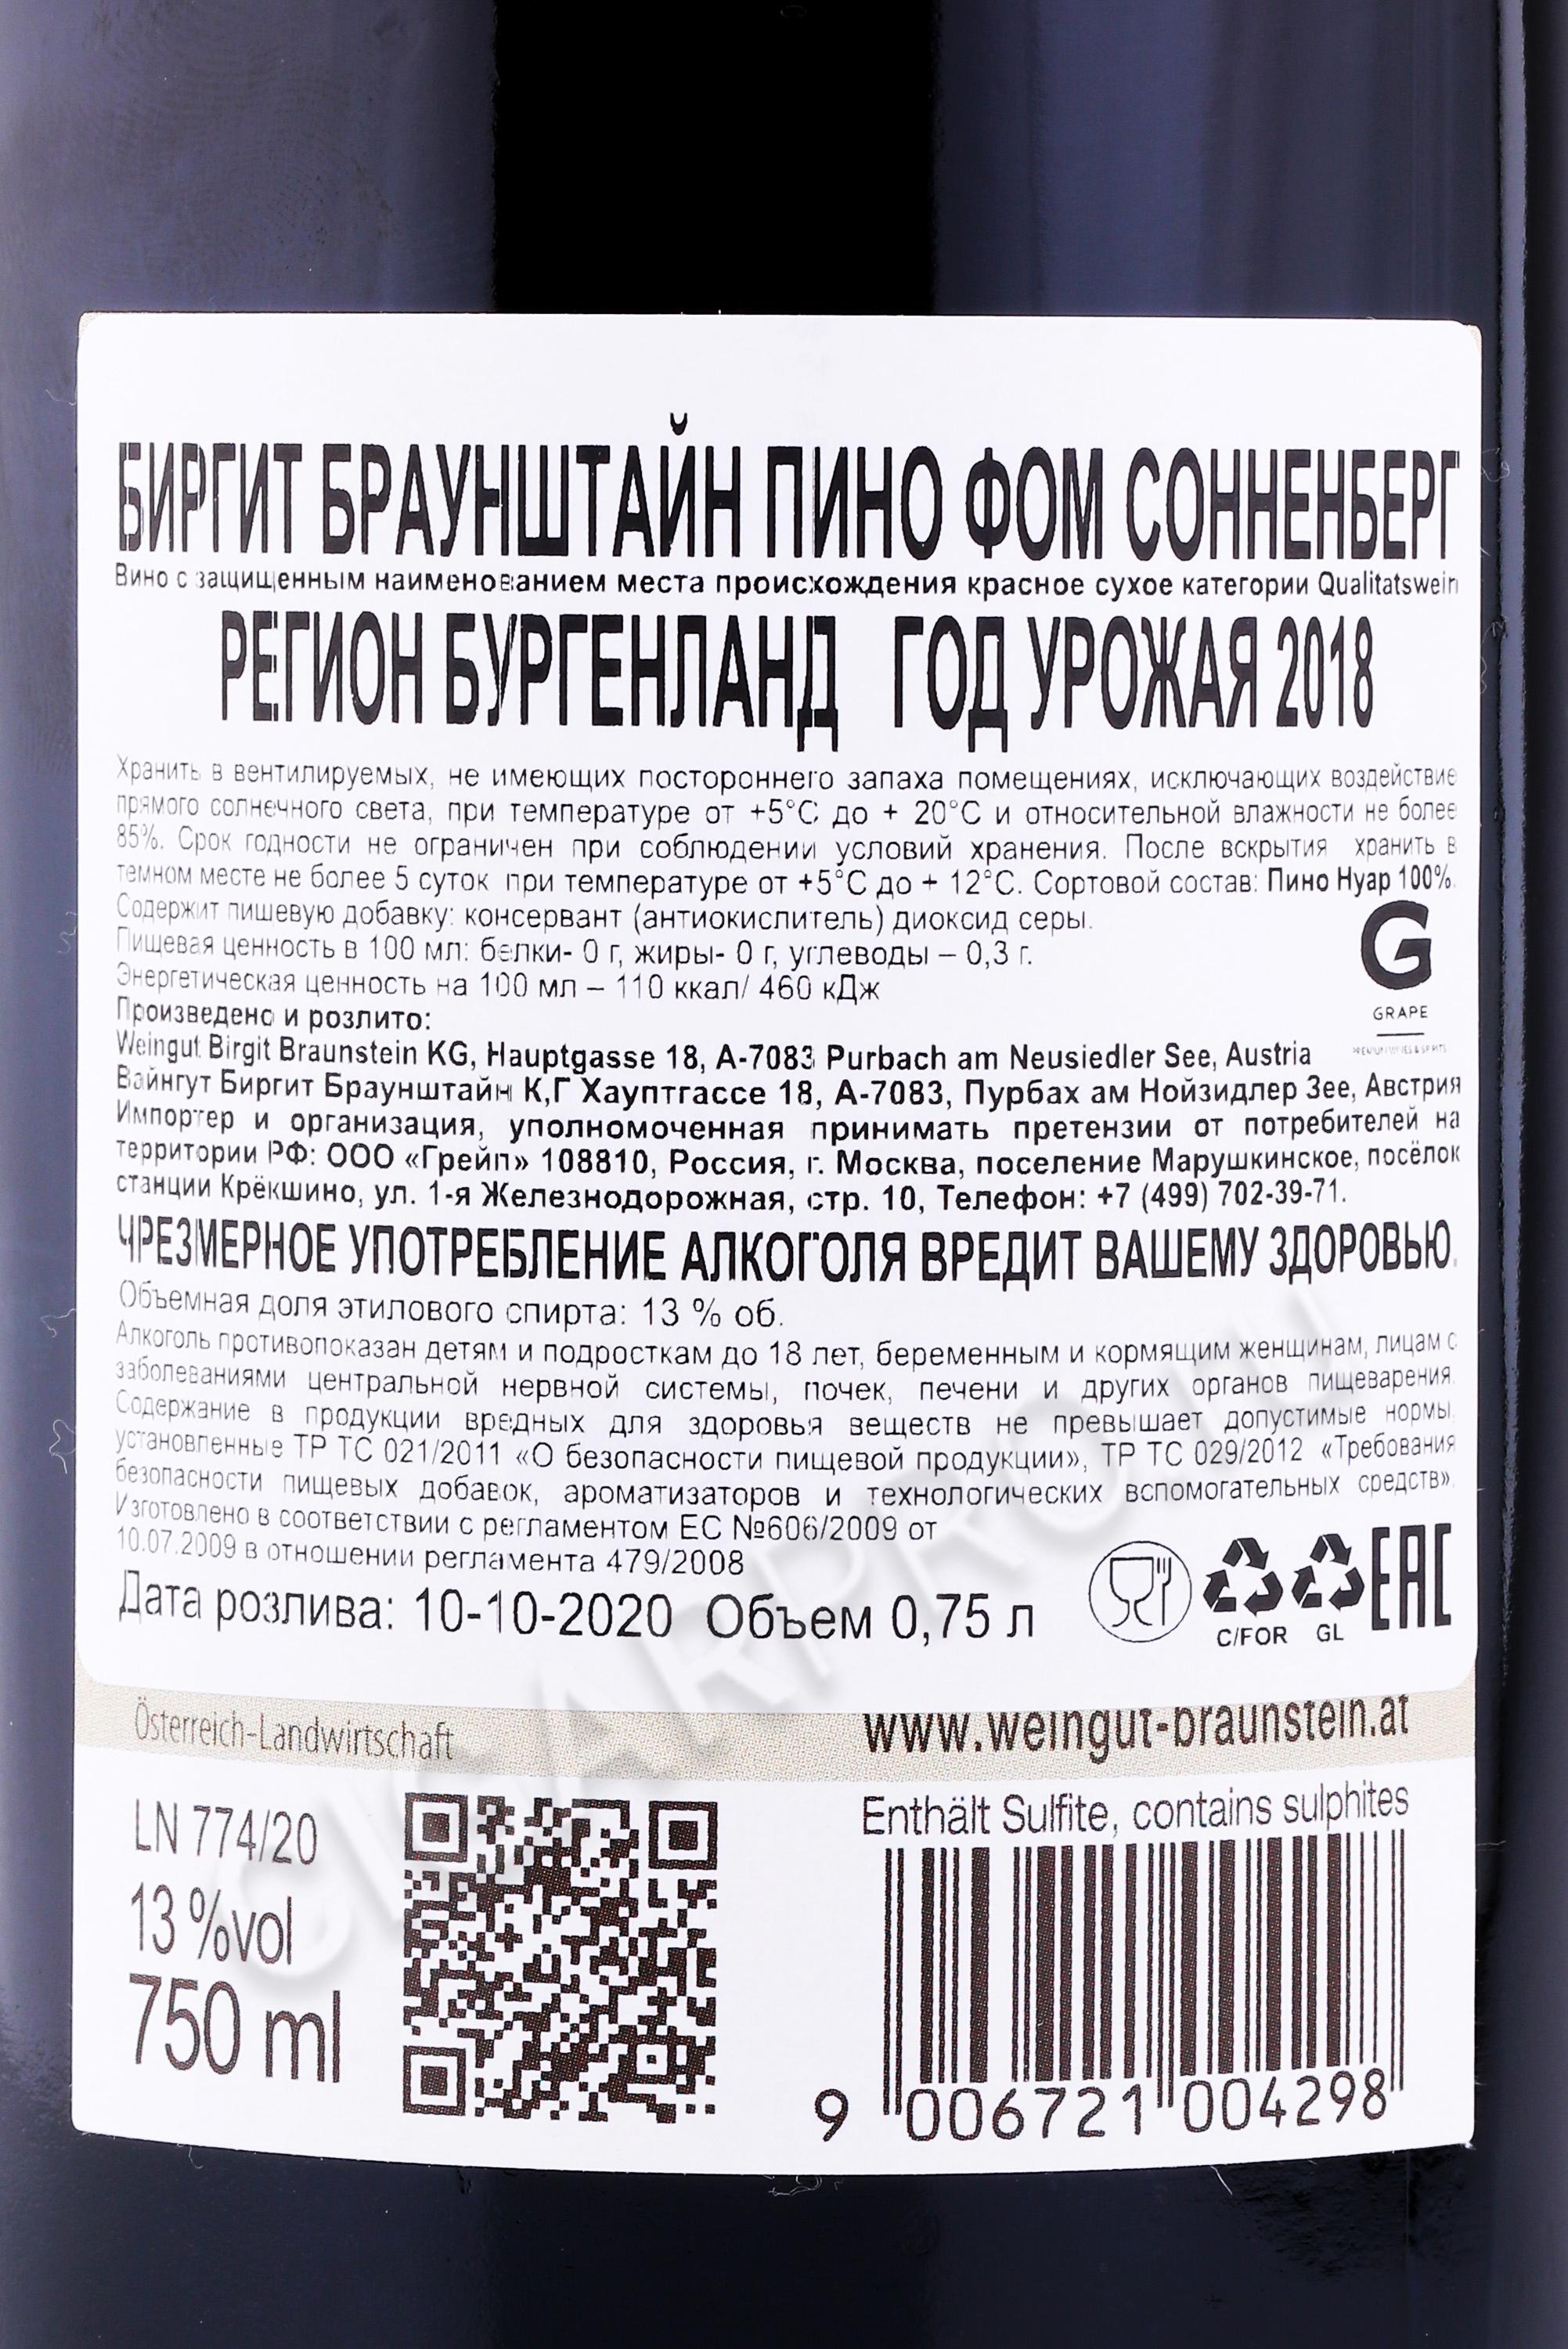 БИРГИТ БРАУНШТАЙН ПИНО ФОМ СОННЕНБЕРГ
Вино с защищенным наименованием места происхождения красное сухое категории Qualitatswein
РЕГИОН БУРГЕНЛАНД ГОД УРОЖАЯ 2018
Хранить в вентилируемых, не имеющих постороннего запаха помещениях, исключающих воздействие
прямого солнечного света, при температуре от +5°С до + 20°С и относительной влажности не более
85%. Срок годности не ограничен при соблюдении условий хранения. После вскрытия хранить в
темном месте не более 5 суток при температуре от +5°С до + 12°С. Сортовой состав: Пино Нуар 100%.
Содержит пишевую добавку: консервант (антиокислитель) диоксид серы.
Пищевая ценность в 100 мл: белки- 0 г, жиры- 0 г, углеводы – 0,3 г.
Энергетическая ценность на 100 мл – 110 ккал/ 460 кДж
G
GRAPE
PREMIUM WINES & SPIRITS
Произведено и розлито:
Weingut Birgit Braunstein KG, Hauptgasse 18, A-7083 Purbach am Neusiedler See, Austria
Вайнгут Биргит Браунштайн К,Г Хауптгассе 18, А-7083, Пурбах ам Нойзидлер Зее, Австрия
Импортер и организация, уполномоченная принимать претензии от потребителей на
территории РФ: ООО «Грейп» 108810, Россия, г. Москва, поселение Марушкинское, посёлок
станции Крёкшино, ул. 1-я Железнодорожная, стр. 10, Телефон: +7 (499) 702-39-71.
ЧРЕЗМЕРНОЕ УПОТРЕБЛЕНИЕ АЛКОГОЛЯ ВРЕДИТ ВАШЕМУ ЗДОРОВЬЮ.
Объемная доля этилового спирта: 13 % об.
Алкоголь противопоказан детям и подросткам до 18 лет, беременным и кормящим женщинам, лицам с
заболеваниями центральной нервной системы, почек, печени и других органов пищеварения.
Содержание в продукции вредных для здоровья веществ не превышает допустимые нормы,
установленные ТР ТС 021/2011 «О безопасности пищевой продукции», ТР ТС 029/2012 «Требования
безопасности пищевых добавок, ароматизаторов и технологических вспомогательных средств».
Изготовлено в соответствии с регламентом ЕС №606/2009 от
10.07.2009 в отношении регламента 479/2008
Дата розлива: 10-10-2020 Объем 0,75 л
C/FOR GL EAC
Österreich-Landwirtschaft
www.weingut-braunstein.at
LN 774/20
13 %vol
750 ml
Enthält Sulfite, contains sulphites
9 006721 004298
CIGARPRO.RU